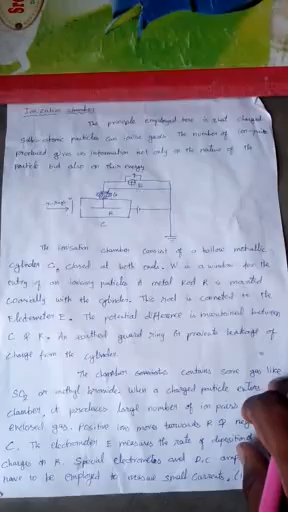 Ionisation chamber
The principle employed here is that charged
sub-atomic particles can ionise gases. The number of ion-pairs
produced gives us information not only on the nature of the
particle but also on their energy.
E
G
W
R
C
The ionisation chamber consist of a hollow metallic
cylinder C, closed at both ends. W is a window for the
entry of an ionising particles. A metal Rod R is mounted
coaxially with the cylinder. This rod is connected to the
Electrometer E. The potential difference is maintained between
C & R. An earthed guard ring G prevents leakage of
charge from the cylinder.
The chamber contains some gas like
SO2 or methyl bromide. When a charged particle enters
chamber, it produces large number of ion pairs
enclosed gas. Positive ion move towards R &
C. The electrometer E measures the rate of deposition
charges on R. Special electrometers and D.C
have to be employed to measure small currents.